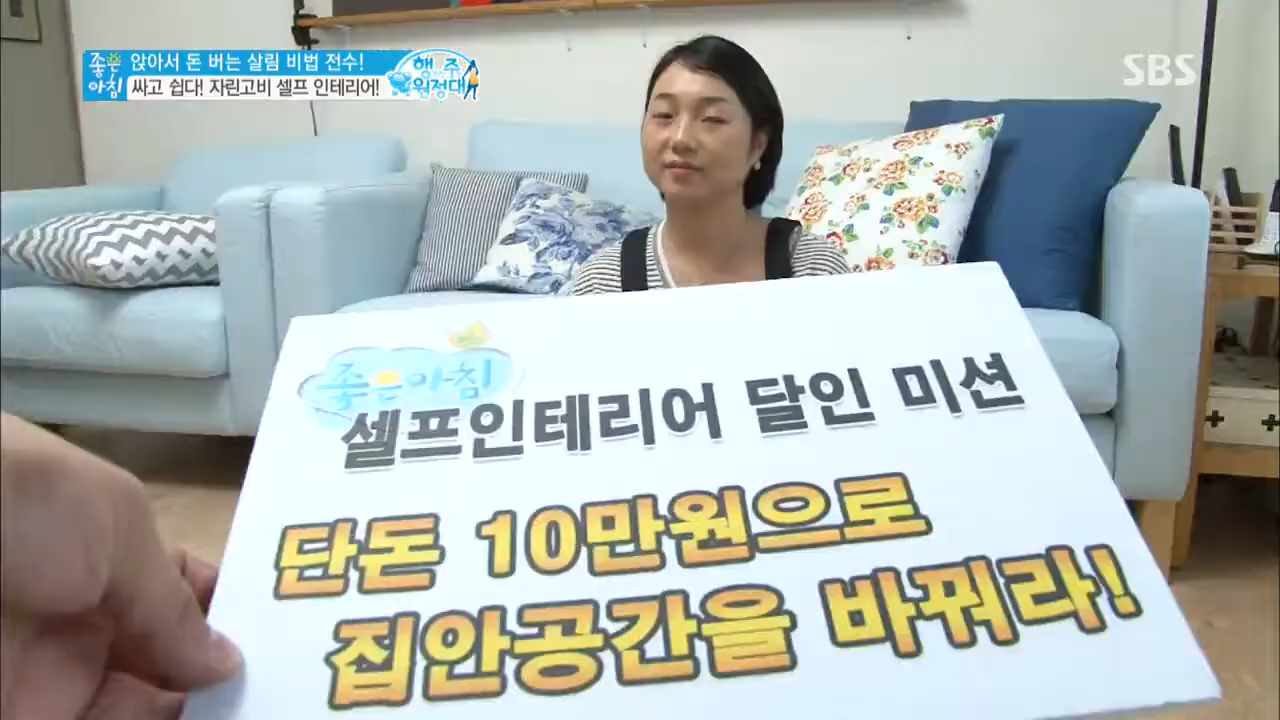 좋은
아침
앉아서 돈 버는 살림 비법 전수!
싸고 쉽다! 자린고비 셀프 인테리어!
행주
원정대
SBS
좋은아침
셀프인테리어 달인 미션
단돈 10만원으로
집안공간을 바꿔라!